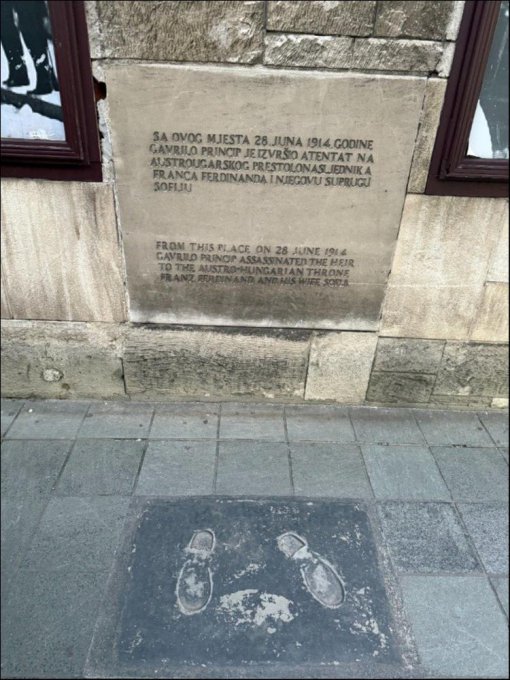 SA OVOG MJESTA 28. JUNA 1914. GODINE
GAVRILO PRINCIP JE IZVRŠIO ATENTAT NA
AUSTROUGARSKOG PRESTOLONASLJEDNIKA
FRANCA FERDINANDA I NJEGOVU SUPRUGU
SOFIJU
FROM THIS PLACE ON 28 JUNE 1914
GAVRILO PRINCIP ASSASSINATED THE HEIR
TO THE AUSTRO-HUNGARIAN THRONE
FRANZ FERDINAND AND HIS WIFE SOFIA